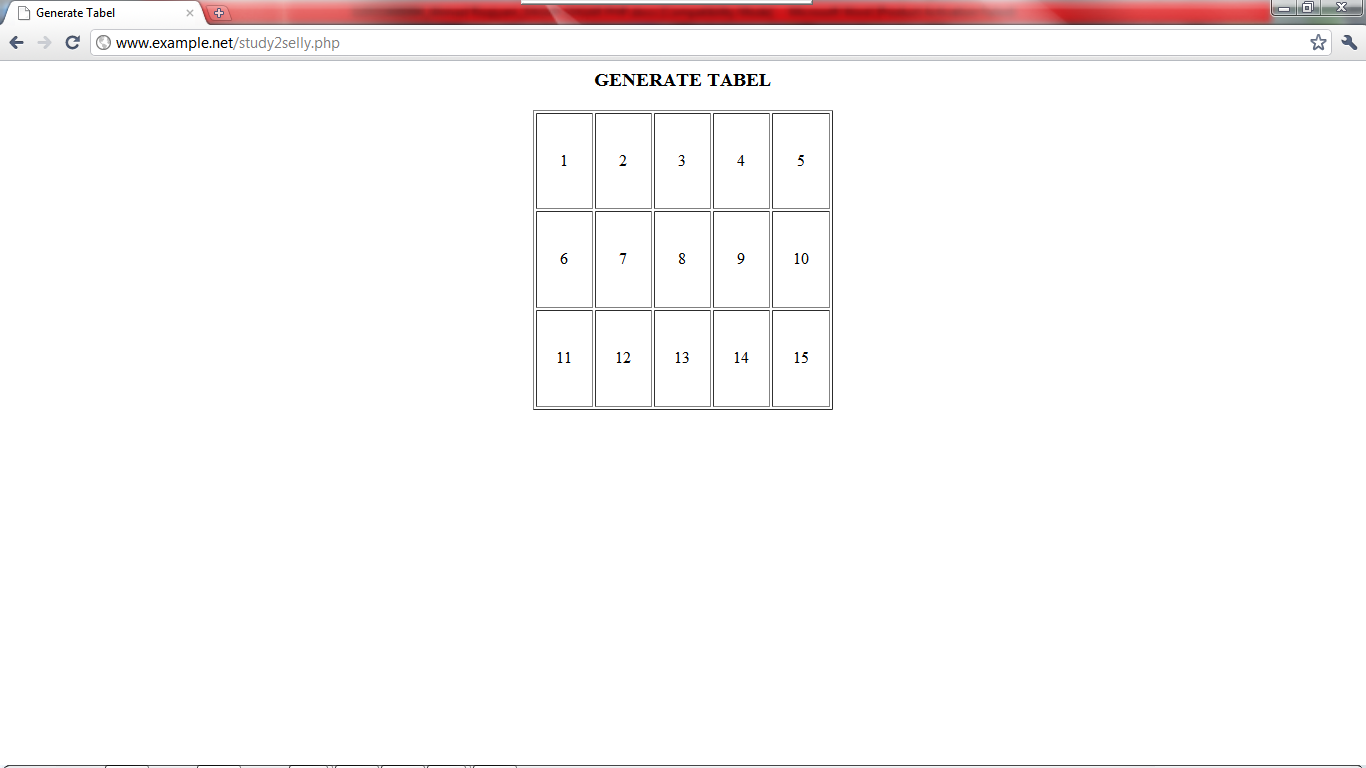 Generate Tabel
www.example.net/study2selly.php
GENERATE TABEL
1 2 3 4 5
6 7 8 9 10
11 12 13 14 15